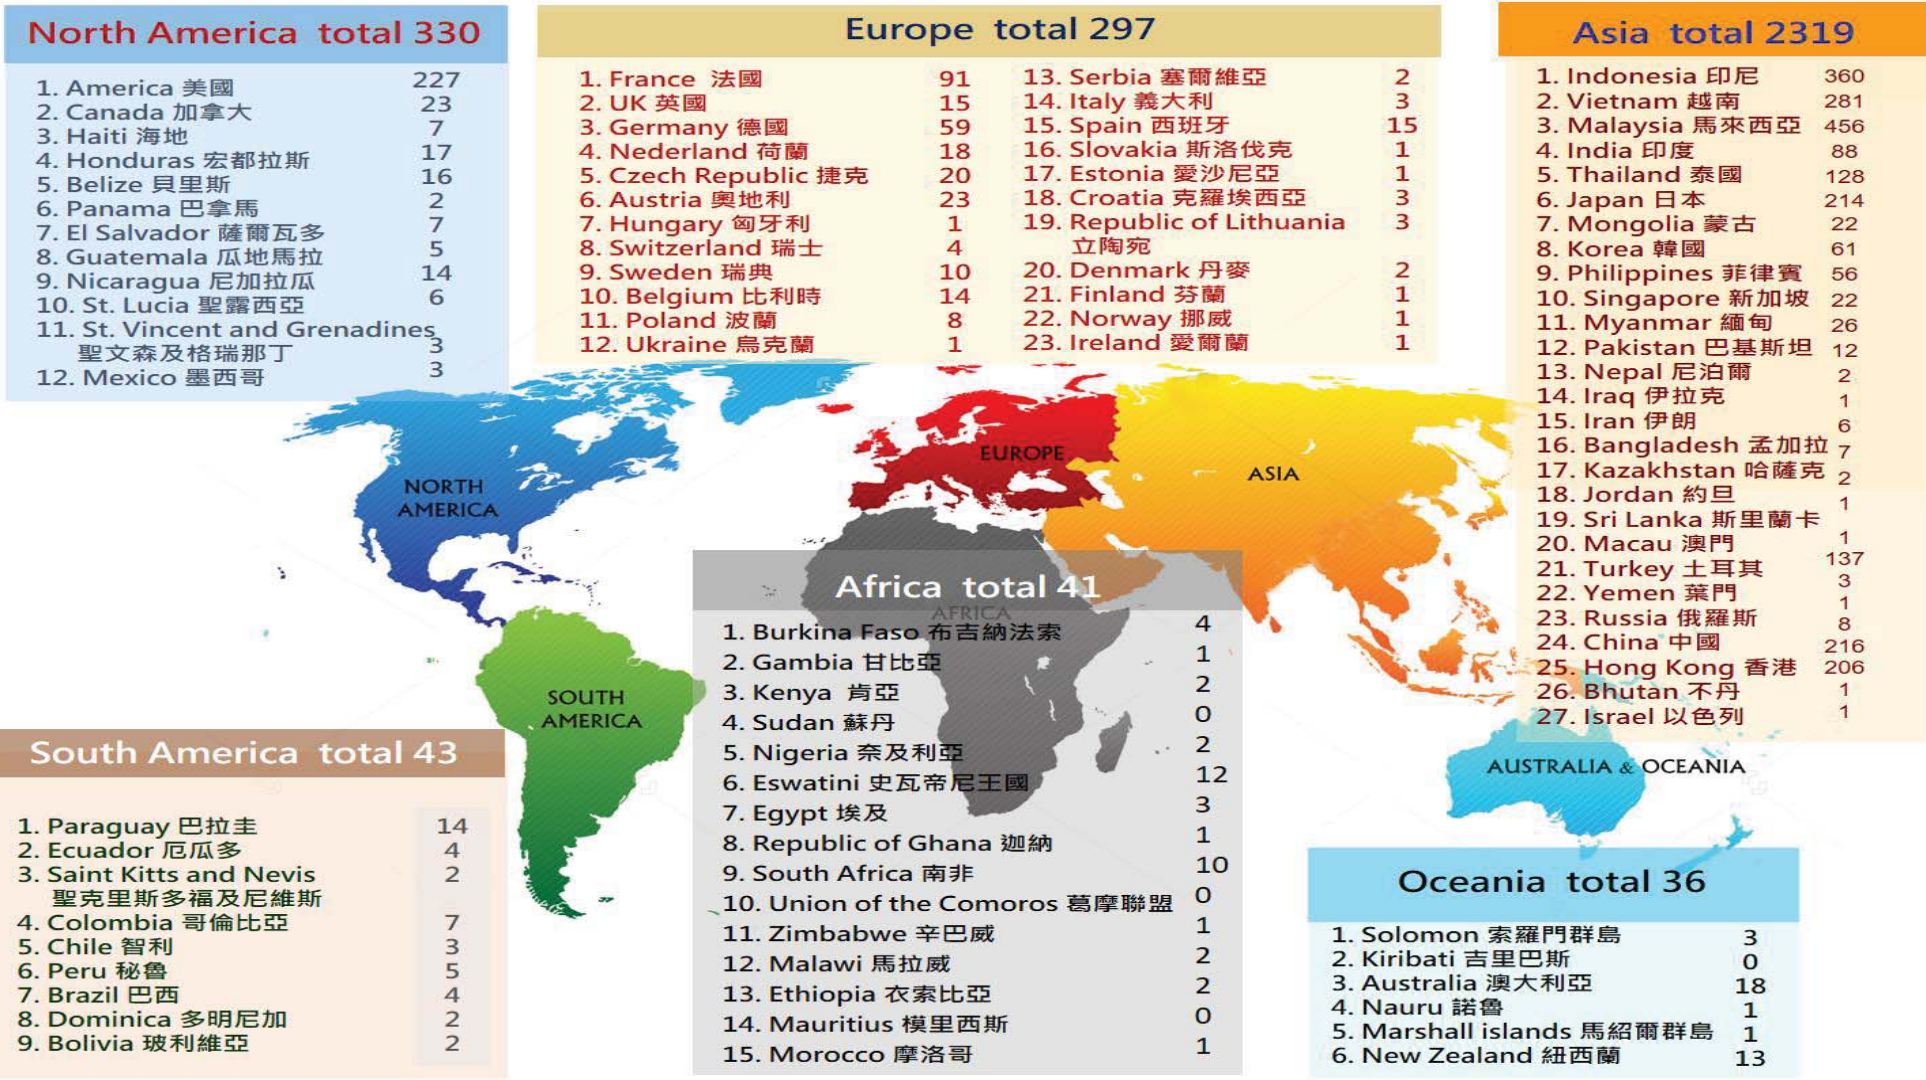 North America total 330
1. America 美國 227
2. Canada 加拿大 23
3. Haiti 海地 7
4. Honduras 宏都拉斯 17
5. Belize 貝里斯 16
6. Panama 巴拿馬 2
7. El Salvador 薩爾瓦多 7
8. Guatemala 瓜地馬拉 5
9. Nicaragua 尼加拉瓜 14
10. St. Lucia 聖露西亞 6
11. St. Vincent and Grenadines
聖文森及格瑞那丁 3
12. Mexico 墨西哥 3
Europe total 297
1. France 法國 91
2. UK 英國 15
3. Germany 德國 59
4. Nederland 荷蘭 18
5. Czech Republic 捷克 20
6. Austria 奧地利 23
7. Hungary 匈牙利 1
8. Switzerland 瑞士 4
9. Sweden 瑞典 10
10. Belgium 比利時 14
11. Poland 波蘭 8
12. Ukraine 烏克蘭 1
13. Serbia 塞爾維亞 2
14. Italy 義大利 3
15. Spain 西班牙 15
16. Slovakia 斯洛伐克 1
17. Estonia 愛沙尼亞 1
18. Croatia 克羅埃西亞 3
19. Republic of Lithuania 3
立陶宛
20. Denmark 丹麥 2
21. Finland 芬蘭 1
22. Norway 挪威 1
23. Ireland 愛爾蘭 1
Asia total 2319
1. Indonesia 印尼 360
2. Vietnam 越南 281
3. Malaysia 馬來西亞 456
4. India 印度 88
5. Thailand 泰國 128
6. Japan 日本 214
7. Mongolia 蒙古 22
8. Korea 韓國 61
9. Philippines 菲律賓 56
10. Singapore 新加坡 22
11. Myanmar 緬甸 26
12. Pakistan 巴基斯坦 12
13. Nepal 尼泊爾 2
14. Iraq 伊拉克 1
15. Iran 伊朗 6
16. Bangladesh 孟加拉 7
17. Kazakhstan 哈薩克 2
18. Jordan 約旦 1
19. Sri Lanka 斯里蘭卡 1
20. Macau 澳門 137
21. Turkey 土耳其 3
22. Yemen 葉門 1
23. Russia 俄羅斯 8
24. China 中國 216
25. Hong Kong 香港 206
26. Bhutan 不丹 1
27. Israel 以色列 1
NORTH
AMERICA
EUROPE
ASIA
AFRICA
SOUTH
AMERICA
AUSTRALIA & OCEANIA
South America total 43
1. Paraguay 巴拉圭 14
2. Ecuador 厄瓜多 4
3. Saint Kitts and Nevis 2
聖克里斯多福及尼維斯
4. Colombia 哥倫比亞 7
5. Chile 智利 3
6. Peru 秘魯 5
7. Brazil 巴西 4
8. Dominica 多明尼加 2
9. Bolivia 玻利維亞 2
Africa total 41
1. Burkina Faso 布吉納法索 4
2. Gambia 甘比亞 1
3. Kenya 肯亞 2
4. Sudan 蘇丹 0
5. Nigeria 奈及利亞 2
6. Eswatini 史瓦帝尼王國 12
7. Egypt 埃及 3
8. Republic of Ghana 迦納 1
9. South Africa 南非 10
10. Union of the Comoros 葛摩聯盟 0
11. Zimbabwe 辛巴威 1
12. Malawi 馬拉威 2
13. Ethiopia 衣索比亞 2
14. Mauritius 模里西斯 0
15. Morocco 摩洛哥 1
Oceania total 36
1. Solomon 索羅門群島 3
2. Kiribati 吉里巴斯 0
3. Australia 澳大利亞 18
4. Nauru 諾魯 1
5. Marshall islands 馬紹爾群島 1
6. New Zealand 紐西蘭 13